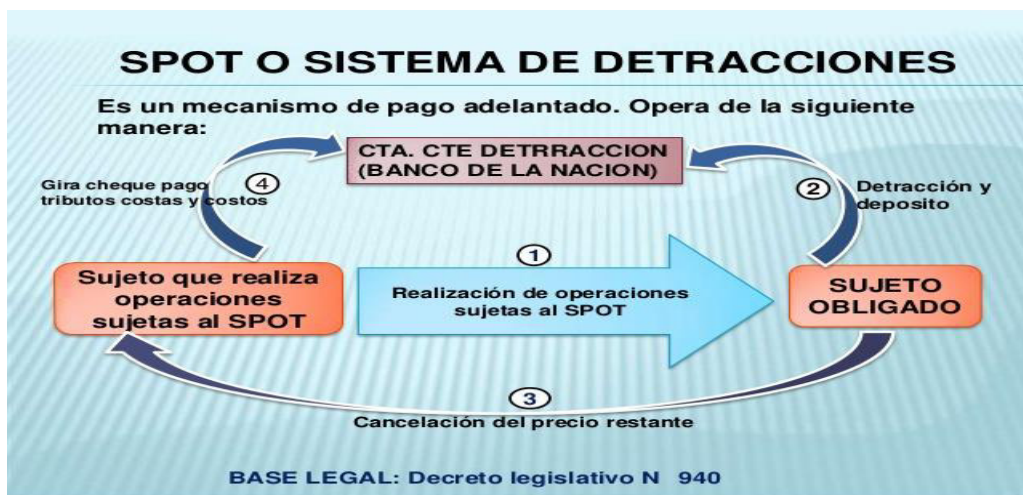 SPOT O SISTEMA DE DETRACCIONES
Es un mecanismo de pago adelantado. Opera de la siguiente
manera:
CTA. CTE DETRRACCION
(BANCO DE LA NACION)
Gira cheque pago
tributos costas y costos
4
2
Detracción y
deposito
1
Sujeto que realiza
operaciones
sujetas al SPOT
Realización de operaciones
sujetas al SPOT
SUJETO
OBLIGADO
3
Cancelación del precio restante
BASE LEGAL: Decreto legislativo N 940